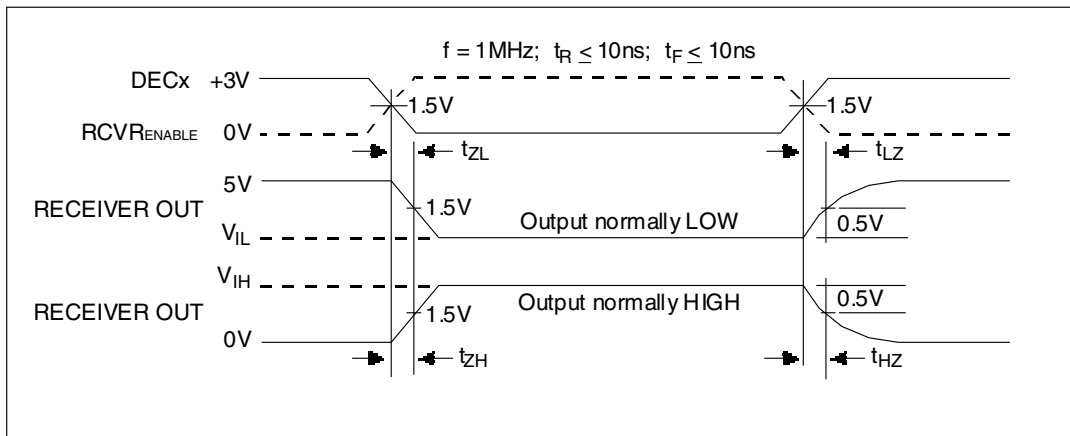 f = 1MHz; tR ≤ 10ns; tF ≤ 10ns
DECx +3V
1.5V 1.5V
RCVRENABLE 0V
tZL tLZ
5V
RECEIVER OUT 1.5V Output normally LOW 0.5V
VIL
VIH
RECEIVER OUT 1.5V Output normally HIGH 0.5V
0V
tZH tHZ